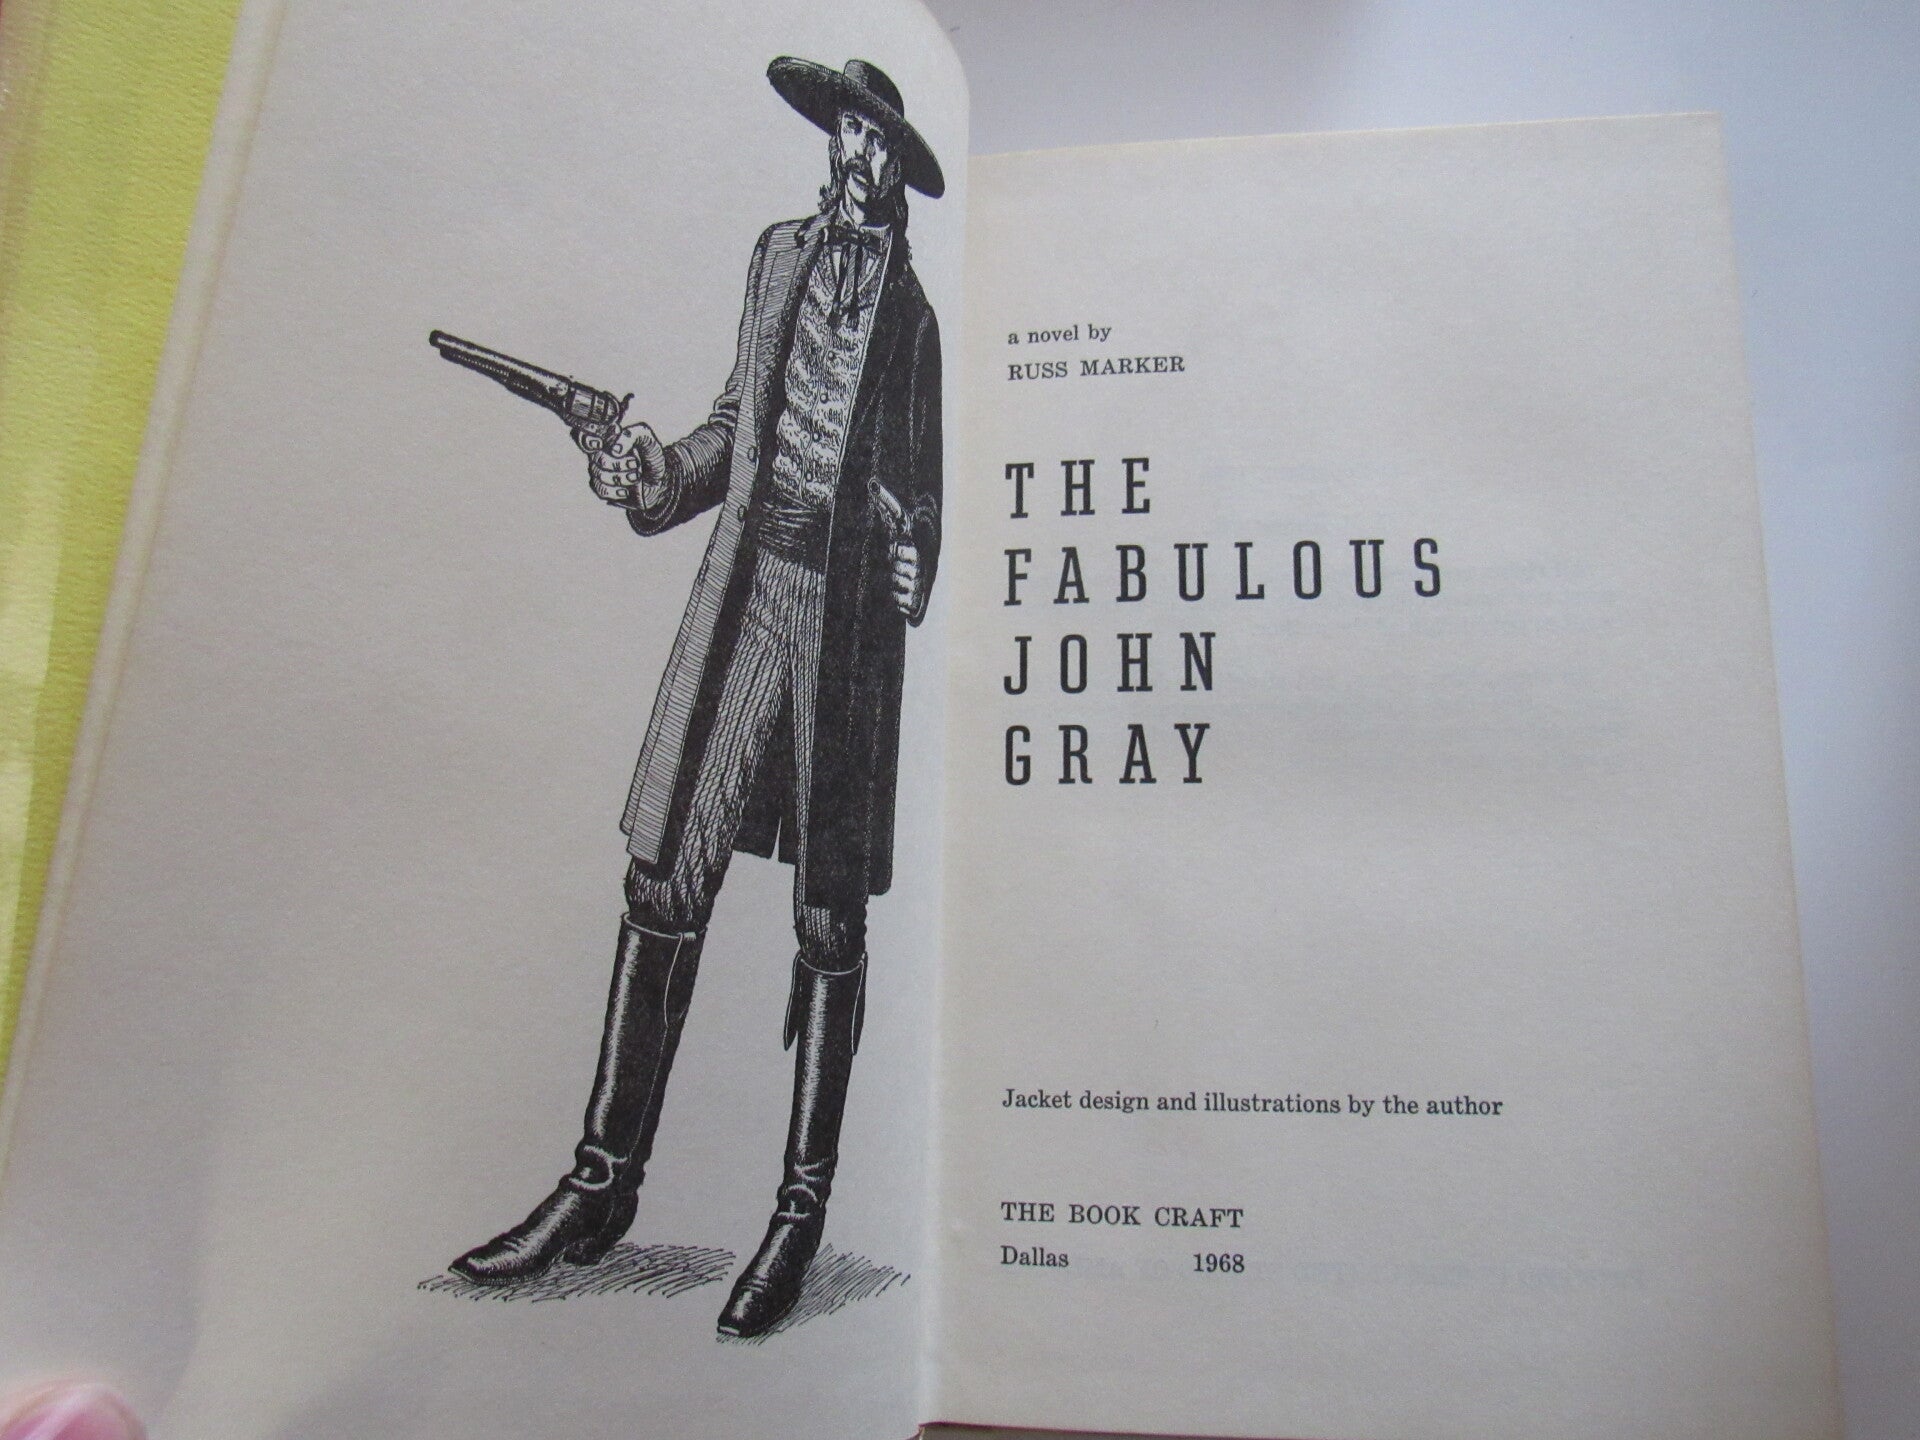 a novel by
RUSS MARKER
THE
FABULOUS
JOHN
GRAY
Jacket design and illustrations by the author
THE BOOK CRAFT
Dallas 1968